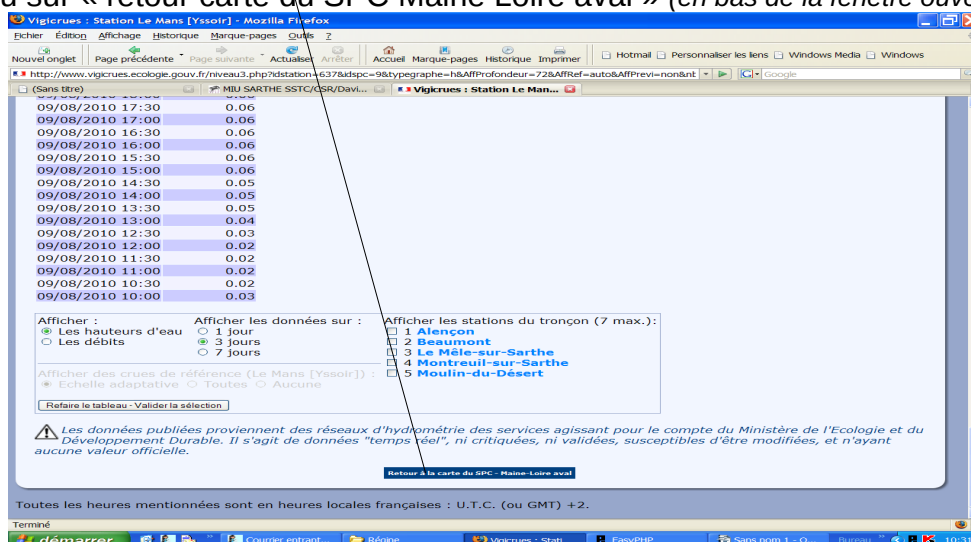 u sur « retour carte du SPC Maine Loire aval » (en bas de la fenêtre ouve
Vigicrues : Station Le Mans [Yssoir] - Mozilla Firefox
Fichier Édition Affichage Historique Marque-pages Outils ?
Nouvel onglet Page précédente Page suivante Actualiser Arrêter Accueil Marque-pages Historique Imprimer Hotmail Personnaliser les liens Windows Media Windows
http://www.vigicrues.ecologie.gouv.fr/niveau3.php?idstation=637&idspc=9&typegraphe=h&AffProfondeur=72&AffRef=auto&AffPrevi=non&nt Google
(Sans titre) MIU SARTHE SSTC/CSR/Davi... Vigicrues : Station Le Man...
09/08/2010 17:30 0.06
09/08/2010 17:00 0.06
09/08/2010 16:30 0.06
09/08/2010 16:00 0.06
09/08/2010 15:30 0.06
09/08/2010 15:00 0.06
09/08/2010 14:30 0.05
09/08/2010 14:00 0.05
09/08/2010 13:30 0.05
09/08/2010 13:00 0.04
09/08/2010 12:30 0.03
09/08/2010 12:00 0.02
09/08/2010 11:30 0.02
09/08/2010 11:00 0.02
09/08/2010 10:30 0.02
09/08/2010 10:00 0.03
Afficher : Afficher les données sur : Afficher les stations du tronçon (7 max.):
Les hauteurs d'eau 1 jour 1 Alençon
Les débits 3 jours 2 Beaumont
7 jours 3 Le Mêle-sur-Sarthe
4 Montreuil-sur-Sarthe
Afficher des crues de référence (Le Mans [Yssoir]) : 5 Moulin-du-Désert
Echelle adaptative Toutes Aucune
Refaire le tableau - Valider la sélection
Les données publiées proviennent des réseaux d'hydrométrie des services agissant pour le compte du Ministère de l'Ecologie et du
Développement Durable. Il s'agit de données "temps réel", ni critiquées, ni validées, susceptibles d'être modifiées, et n'ayant
aucune valeur officielle.
Retour à la carte du SPC - Maine-Loire aval
Toutes les heures mentionnées sont en heures locales françaises : U.T.C. (ou GMT) +2.
Terminé
démarrer Courrier entrant... Régine Vigicrues : Stati... EasyPHP Sans nom 1 - O... Bureau 10:31